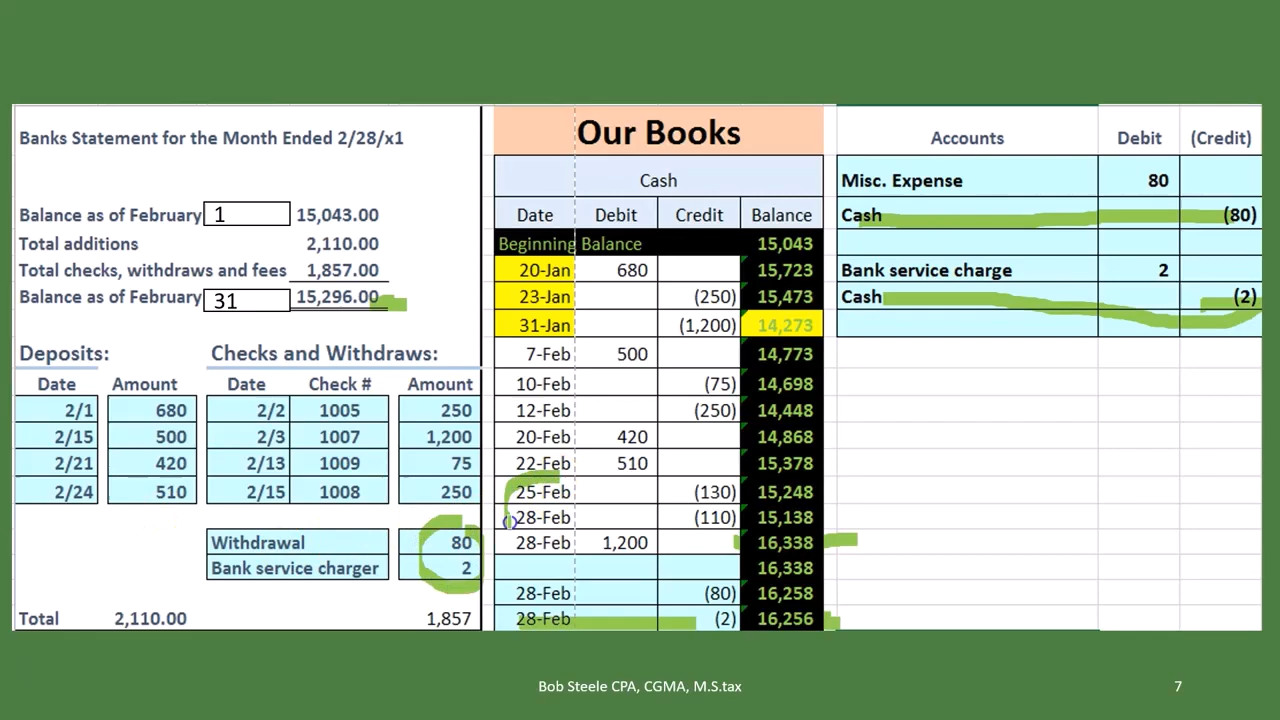 Banks Statement for the Month Ended 2/28/x1
Balance as of February 1 15,043.00
Total additions 2,110.00
Total checks, withdraws and fees 1,857.00
Balance as of February 31 15,296.00
Deposits: Checks and Withdraws:
Date Amount Date Check # Amount
2/1 680 2/2 1005 250
2/15 500 2/3 1007 1,200
2/21 420 2/13 1009 75
2/24 510 2/15 1008 250
Withdrawal 80
Bank service charger 2
Total 2,110.00 1,857
Our Books
Cash
Date Debit Credit Balance
Beginning Balance 15,043
20-Jan 680 15,723
23-Jan (250) 15,473
31-Jan (1,200) 14,273
7-Feb 500 14,773
10-Feb (75) 14,698
12-Feb (250) 14,448
20-Feb 420 14,868
22-Feb 510 15,378
25-Feb (130) 15,248
28-Feb (110) 15,138
28-Feb 1,200 16,338
16,338
28-Feb (80) 16,258
28-Feb (2) 16,256
Accounts Debit (Credit)
Misc. Expense 80
Cash (80)
Bank service charge 2
Cash (2)
Bob Steele CPA, CGMA, M.S.tax 7